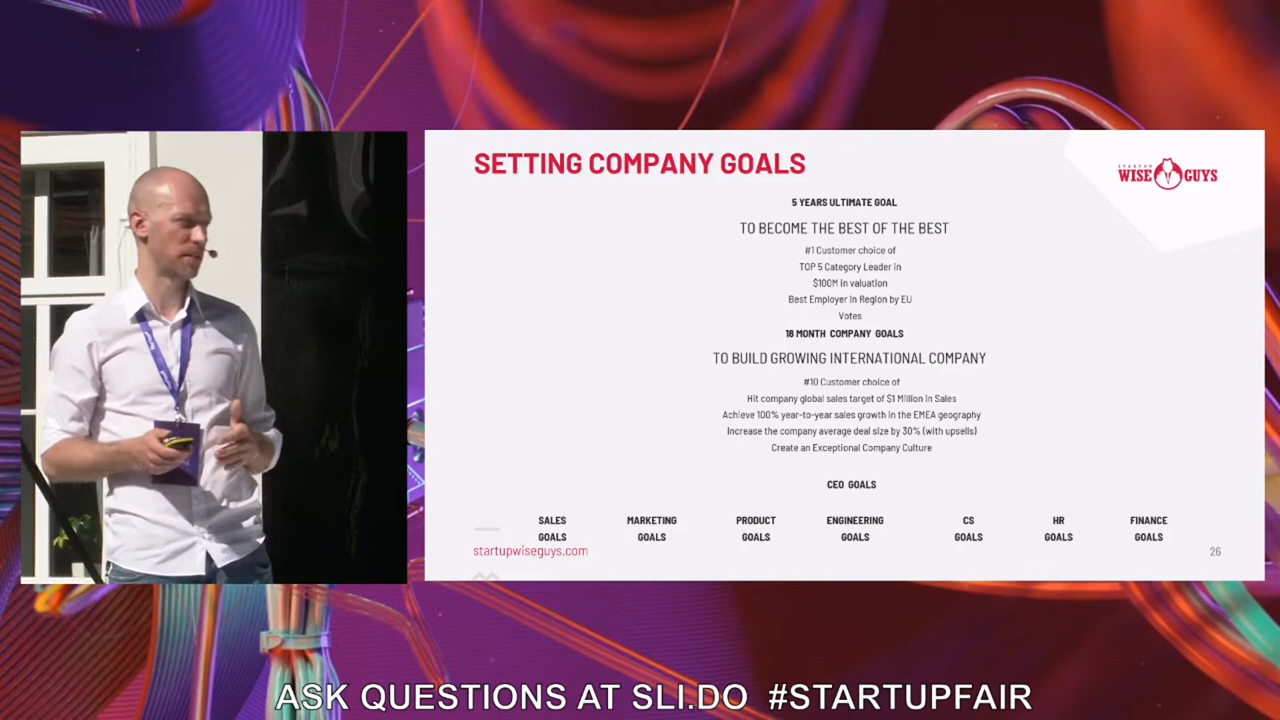 SETTING COMPANY GOALS
STARTUP
WISE GUYS
5 YEARS ULTIMATE GOAL
TO BECOME THE BEST OF THE BEST
#1 Customer choice of
TOP 5 Category Leader in
$100M in valuation
Best Employer in Region by EU
Votes
18 MONTH COMPANY GOALS
TO BUILD GROWING INTERNATIONAL COMPANY
#10 Customer choice of
Hit company global sales target of $1 Million in Sales
Achieve 100% year-to-year sales growth in the EMEA geography
Increase the company average deal size by 30% (with upsells)
Create an Exceptional Company Culture
CEO GOALS
SALES GOALS
MARKETING GOALS
PRODUCT GOALS
ENGINEERING GOALS
CS GOALS
HR GOALS
FINANCE GOALS
startupwiseguys.com
26
ASK QUESTIONS AT SLI.DO #STARTUPFAIR